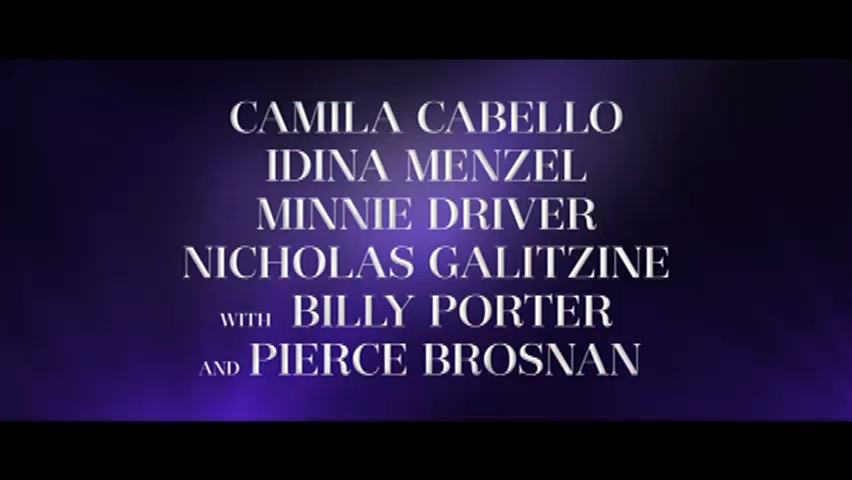 CAMILA CABELLO
IDINA MENZEL
MINNIE DRIVER
NICHOLAS GALITZINE
WITH BILLY PORTER
AND PIERCE BROSNAN